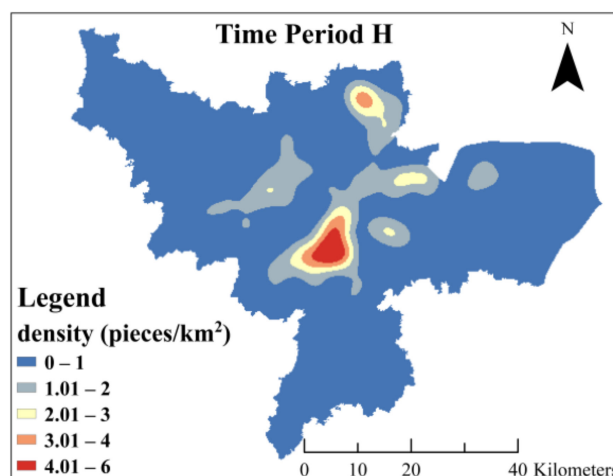 Time Period H
N
Legend
density (pieces/km²)
0 – 1
1.01 – 2
2.01 – 3
3.01 – 4
4.01 – 6
0 10 20 40 Kilometers